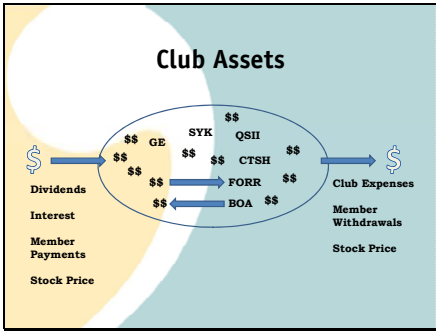 Club Assets
$$
SYK QSII
$$ GE
$$ $$ $$
$ $$ CTSH $
$$
$$ FORR $$
$$ BOA $$
Dividends
Interest
Member
Payments
Stock Price
Club Expenses
Member
Withdrawals
Stock Price